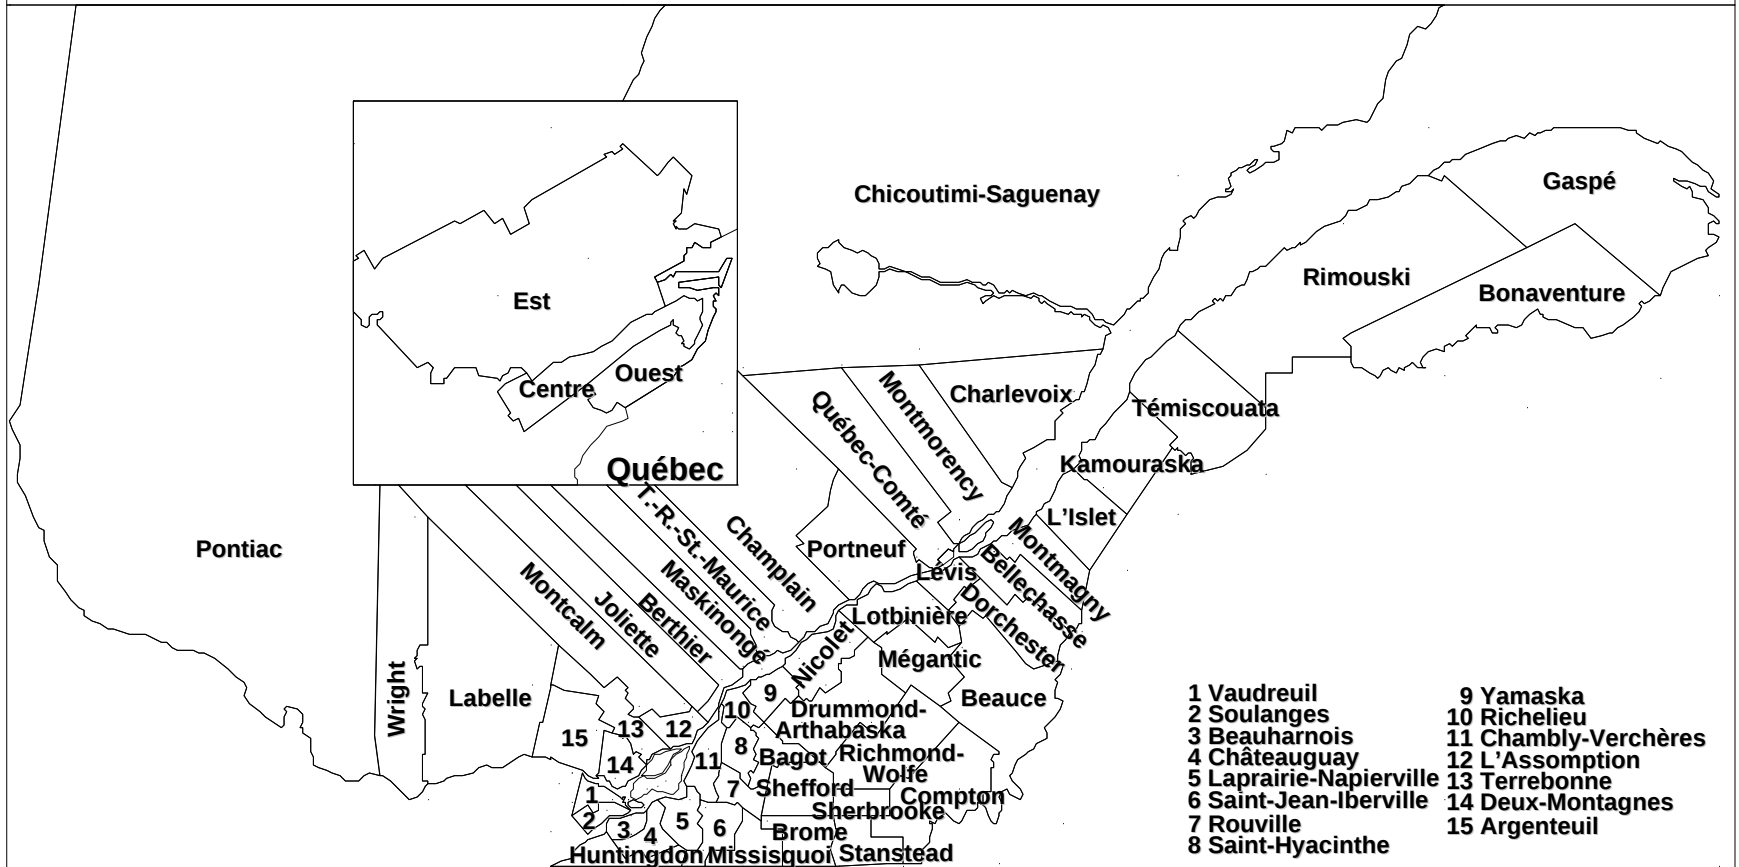 Gaspé
Chicoutimi-Saguenay
Rimouski
Bonaventure
Est
Ouest
Centre
Québec
Charlevoix
Montmorency
Québec-Comté
Témiscouata
Kamouraska
L’Islet
Montmagny
Bellechasse
Dorchester
Lévis
Portneuf
Champlain
T.-R.-St.-Maurice
Maskinongé
Berthier
Joliette
Montcalm
Pontiac
Wright
Labelle
Lotbinière
Nicolet
Mégantic
Beauce
9
10
Drummond-
Arthabaska
12
13
15
14
11
8
Bagot
Richmond-
Wolfe
7
Shefford
Compton
Sherbrooke
1
2
3
4
5
6
Brome
Huntingdon
Missisquoi
Stanstead
1 Vaudreuil
2 Soulanges
3 Beauharnois
4 Châteauguay
5 Laprairie-Napierville
6 Saint-Jean-Iberville
7 Rouville
8 Saint-Hyacinthe
9 Yamaska
10 Richelieu
11 Chambly-Verchères
12 L’Assomption
13 Terrebonne
14 Deux-Montagnes
15 Argenteuil